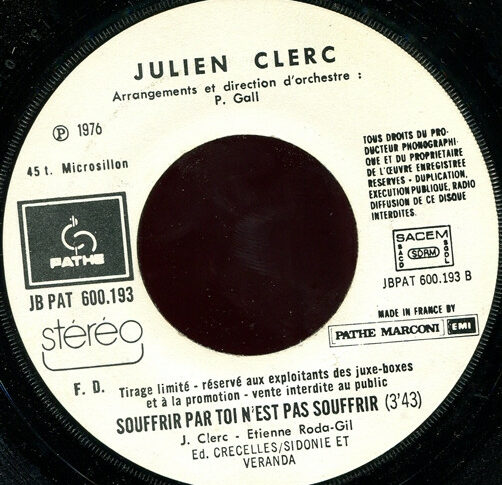 JULIEN CLERC
Arrangements et direction d'orchestre :
P. Gall
Ⓟ 1976
45 t. Microsillon
PATHE
JB PAT 600.193
stéréo
TOUS DROITS DU PRO-
DUCTEUR PHONOGRAPHI-
QUE ET DU PROPRIETAIRE
DE L'ŒUVRE ENREGISTREE
RESERVES - DUPLICATION,
EXECUTION PUBLIQUE, RADIO
DIFFUSION DE CE DISQUE
INTERDITES.
SACEM
SACD
SDRM
SGDL
JBPAT 600.193 B
MADE IN FRANCE BY
PATHE MARCONI EMI
F. D. Tirage limité - réservé aux exploitants des juxe-boxes
et à la promotion - vente interdite au public
SOUFFRIR PAR TOI N'EST PAS SOUFFRIR (3'43)
J. Clerc - Etienne Roda-Gil
Ed. CRECELLES/SIDONIE ET
VERANDA